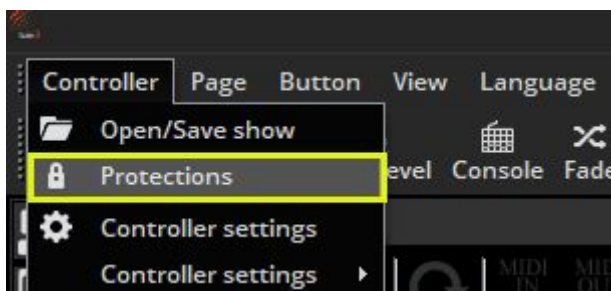 Controller Page Button View Language
Open/Save show
evel Console Fade
Protections
Controller settings
Controller settings
MIDI IN MIDI OU